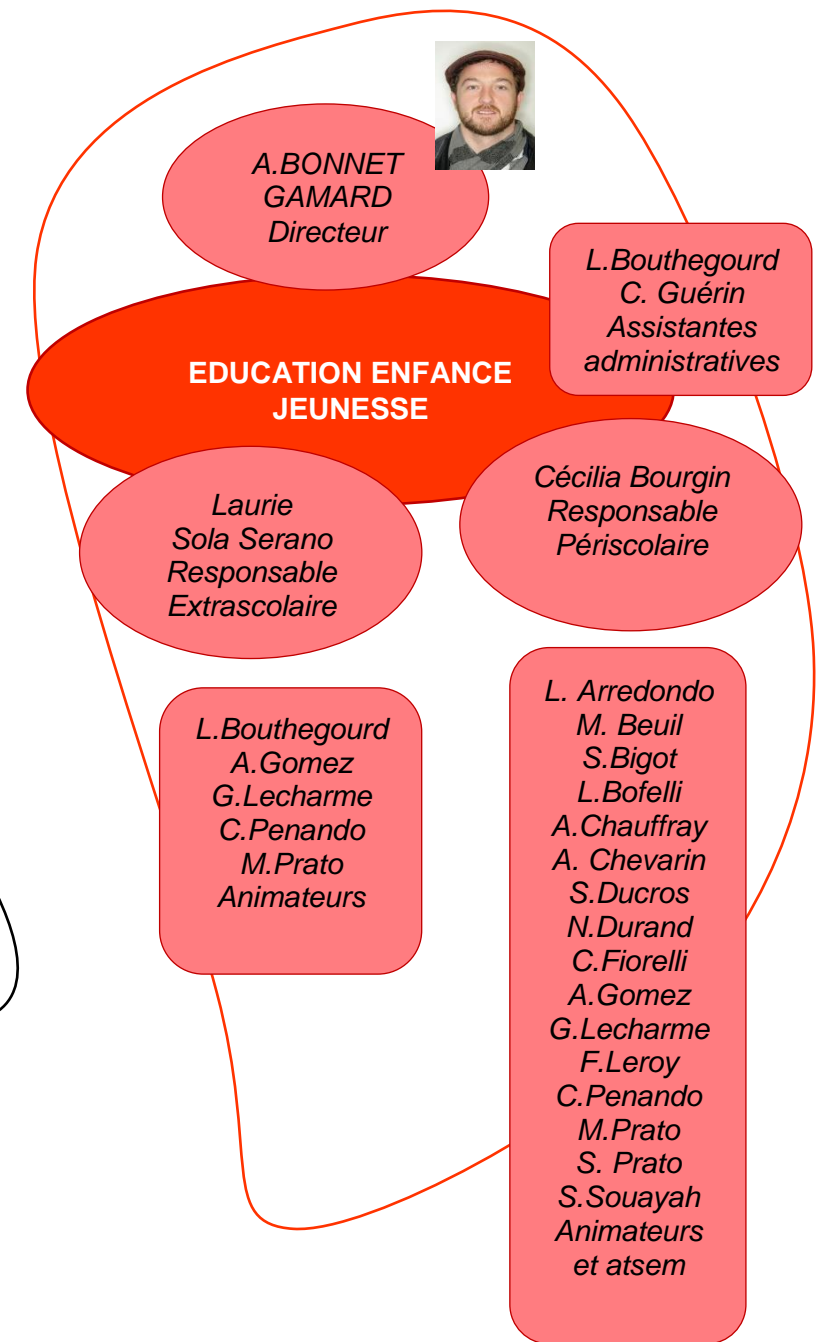 A.BONNET
GAMARD
Directeur
L.Bouthegourd
C. Guérin
Assistantes
administratives
EDUCATION ENFANCE
JEUNESSE
Laurie
Sola Serano
Responsable
Extrascolaire
Cécilia Bourgin
Responsable
Périscolaire
L.Bouthegourd
A.Gomez
G.Lecharme
C.Penando
M.Prato
Animateurs
L. Arredondo
M. Beuil
S.Bigot
L.Bofelli
A.Chauffray
A. Chevarin
S.Ducros
N.Durand
C.Fiorelli
A.Gomez
G.Lecharme
F.Leroy
C.Penando
M.Prato
S. Prato
S.Souayah
Animateurs
et atsem